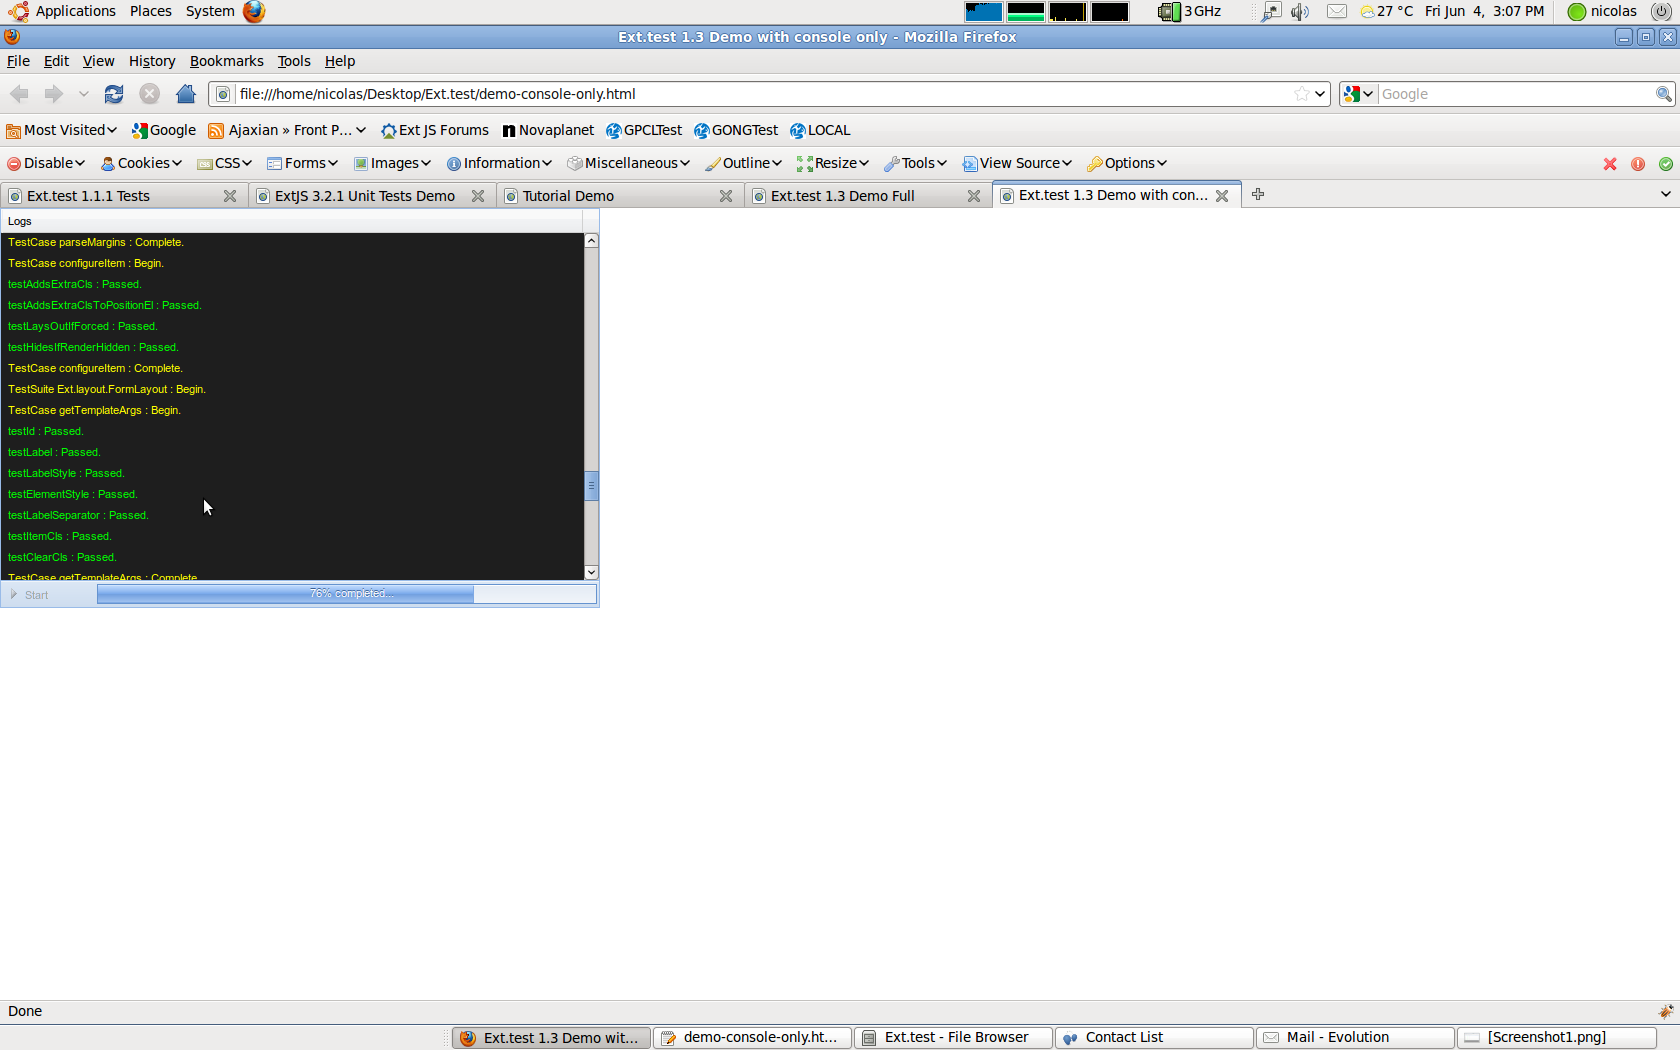 Applications Places System 3 GHz 27 °C Fri Jun 4, 3:07 PM nicolas
Ext.test 1.3 Demo with console only - Mozilla Firefox
File Edit View History Bookmarks Tools Help
file:///home/nicolas/Desktop/Ext.test/demo-console-only.html Google
Most Visited Google Ajaxian » Front P... Ext JS Forums Novaplanet GPCLTest GONGTest LOCAL
Disable Cookies CSS Forms Images Information Miscellaneous Outline Resize Tools View Source Options
Ext.test 1.1.1 Tests ExtJS 3.2.1 Unit Tests Demo Tutorial Demo Ext.test 1.3 Demo Full Ext.test 1.3 Demo with con...
Logs
TestCase parseMargins : Complete.
TestCase configureItem : Begin.
testAddsExtraCls : Passed.
testAddsExtraClsToPositionEl : Passed.
testLaysOutIfForced : Passed.
testHidesIfRenderHidden : Passed.
TestCase configureItem : Complete.
TestSuite Ext.layout.FormLayout : Begin.
TestCase getTemplateArgs : Begin.
testId : Passed.
testLabel : Passed.
testLabelStyle : Passed.
testElementStyle : Passed.
testLabelSeparator : Passed.
testItemCls : Passed.
testClearCls : Passed.
TestCase getTemplateArgs : Complete.
Start 76% completed...
Done
Ext.test 1.3 Demo wit... demo-console-only.ht... Ext.test - File Browser Contact List Mail - Evolution [Screenshot1.png]